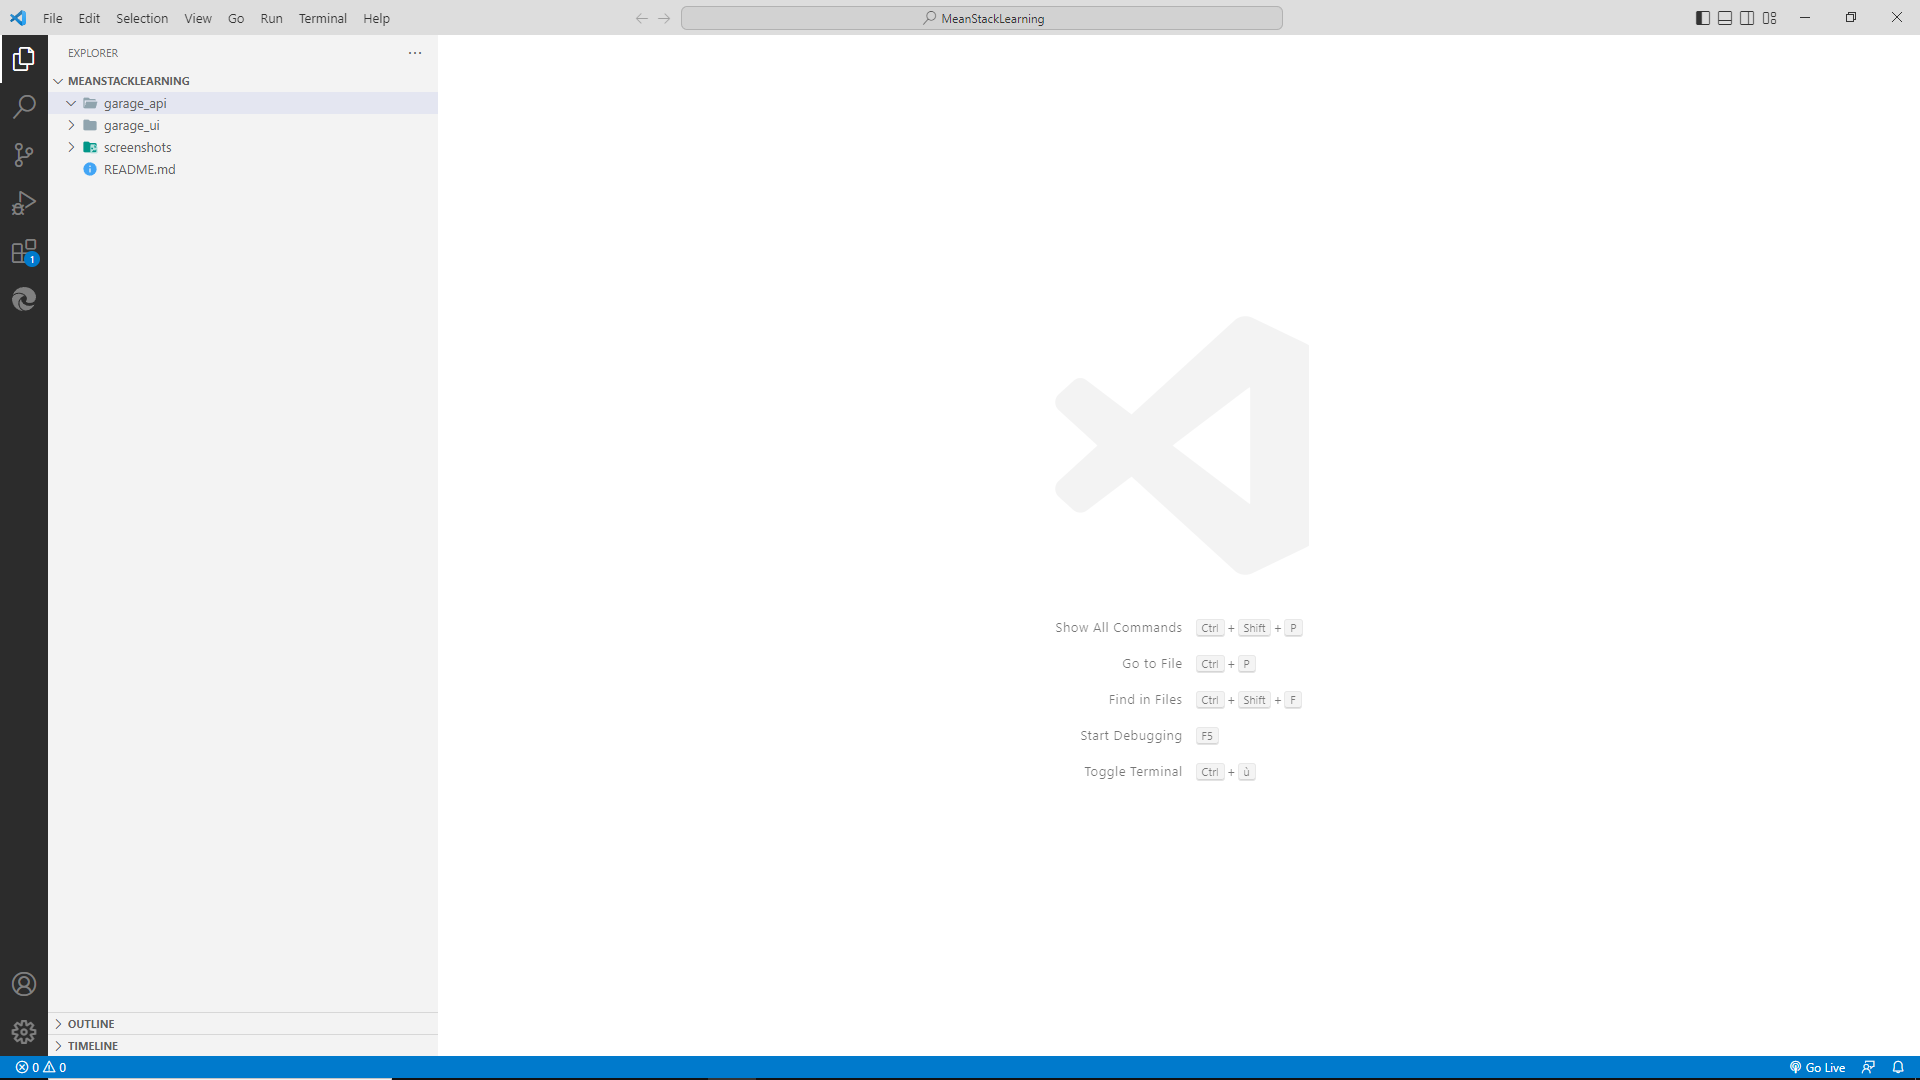 File Edit Selection View Go Run Terminal Help
MeanStackLearning
EXPLORER
MEANSTACKLEARNING
garage_api
garage_ui
screenshots
README.md
1
Show All Commands Ctrl + Shift + P
Go to File Ctrl + P
Find in Files Ctrl + Shift + F
Start Debugging F5
Toggle Terminal Ctrl + ù
OUTLINE
TIMELINE
0 0 Go Live